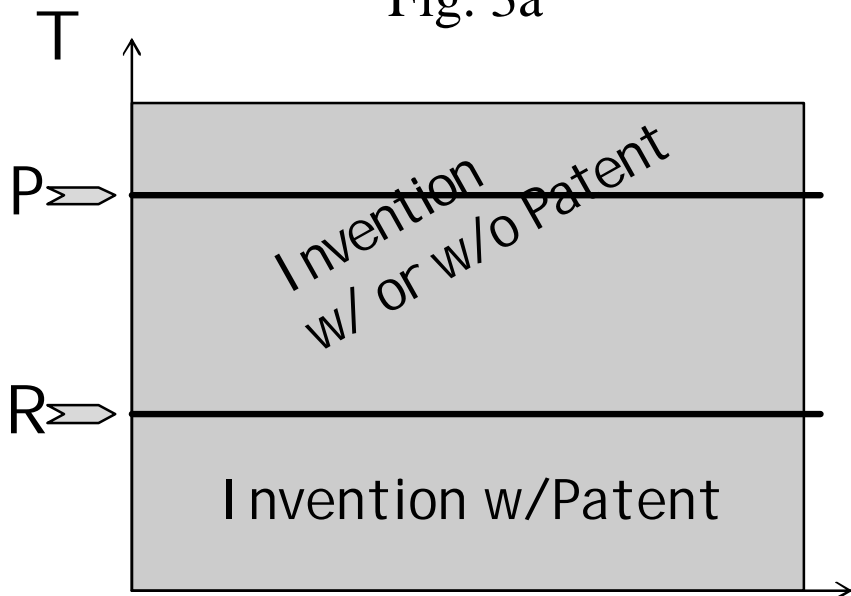 Fig. 3a
T
P
Invention
w/ or w/o Patent
R
Invention w/Patent